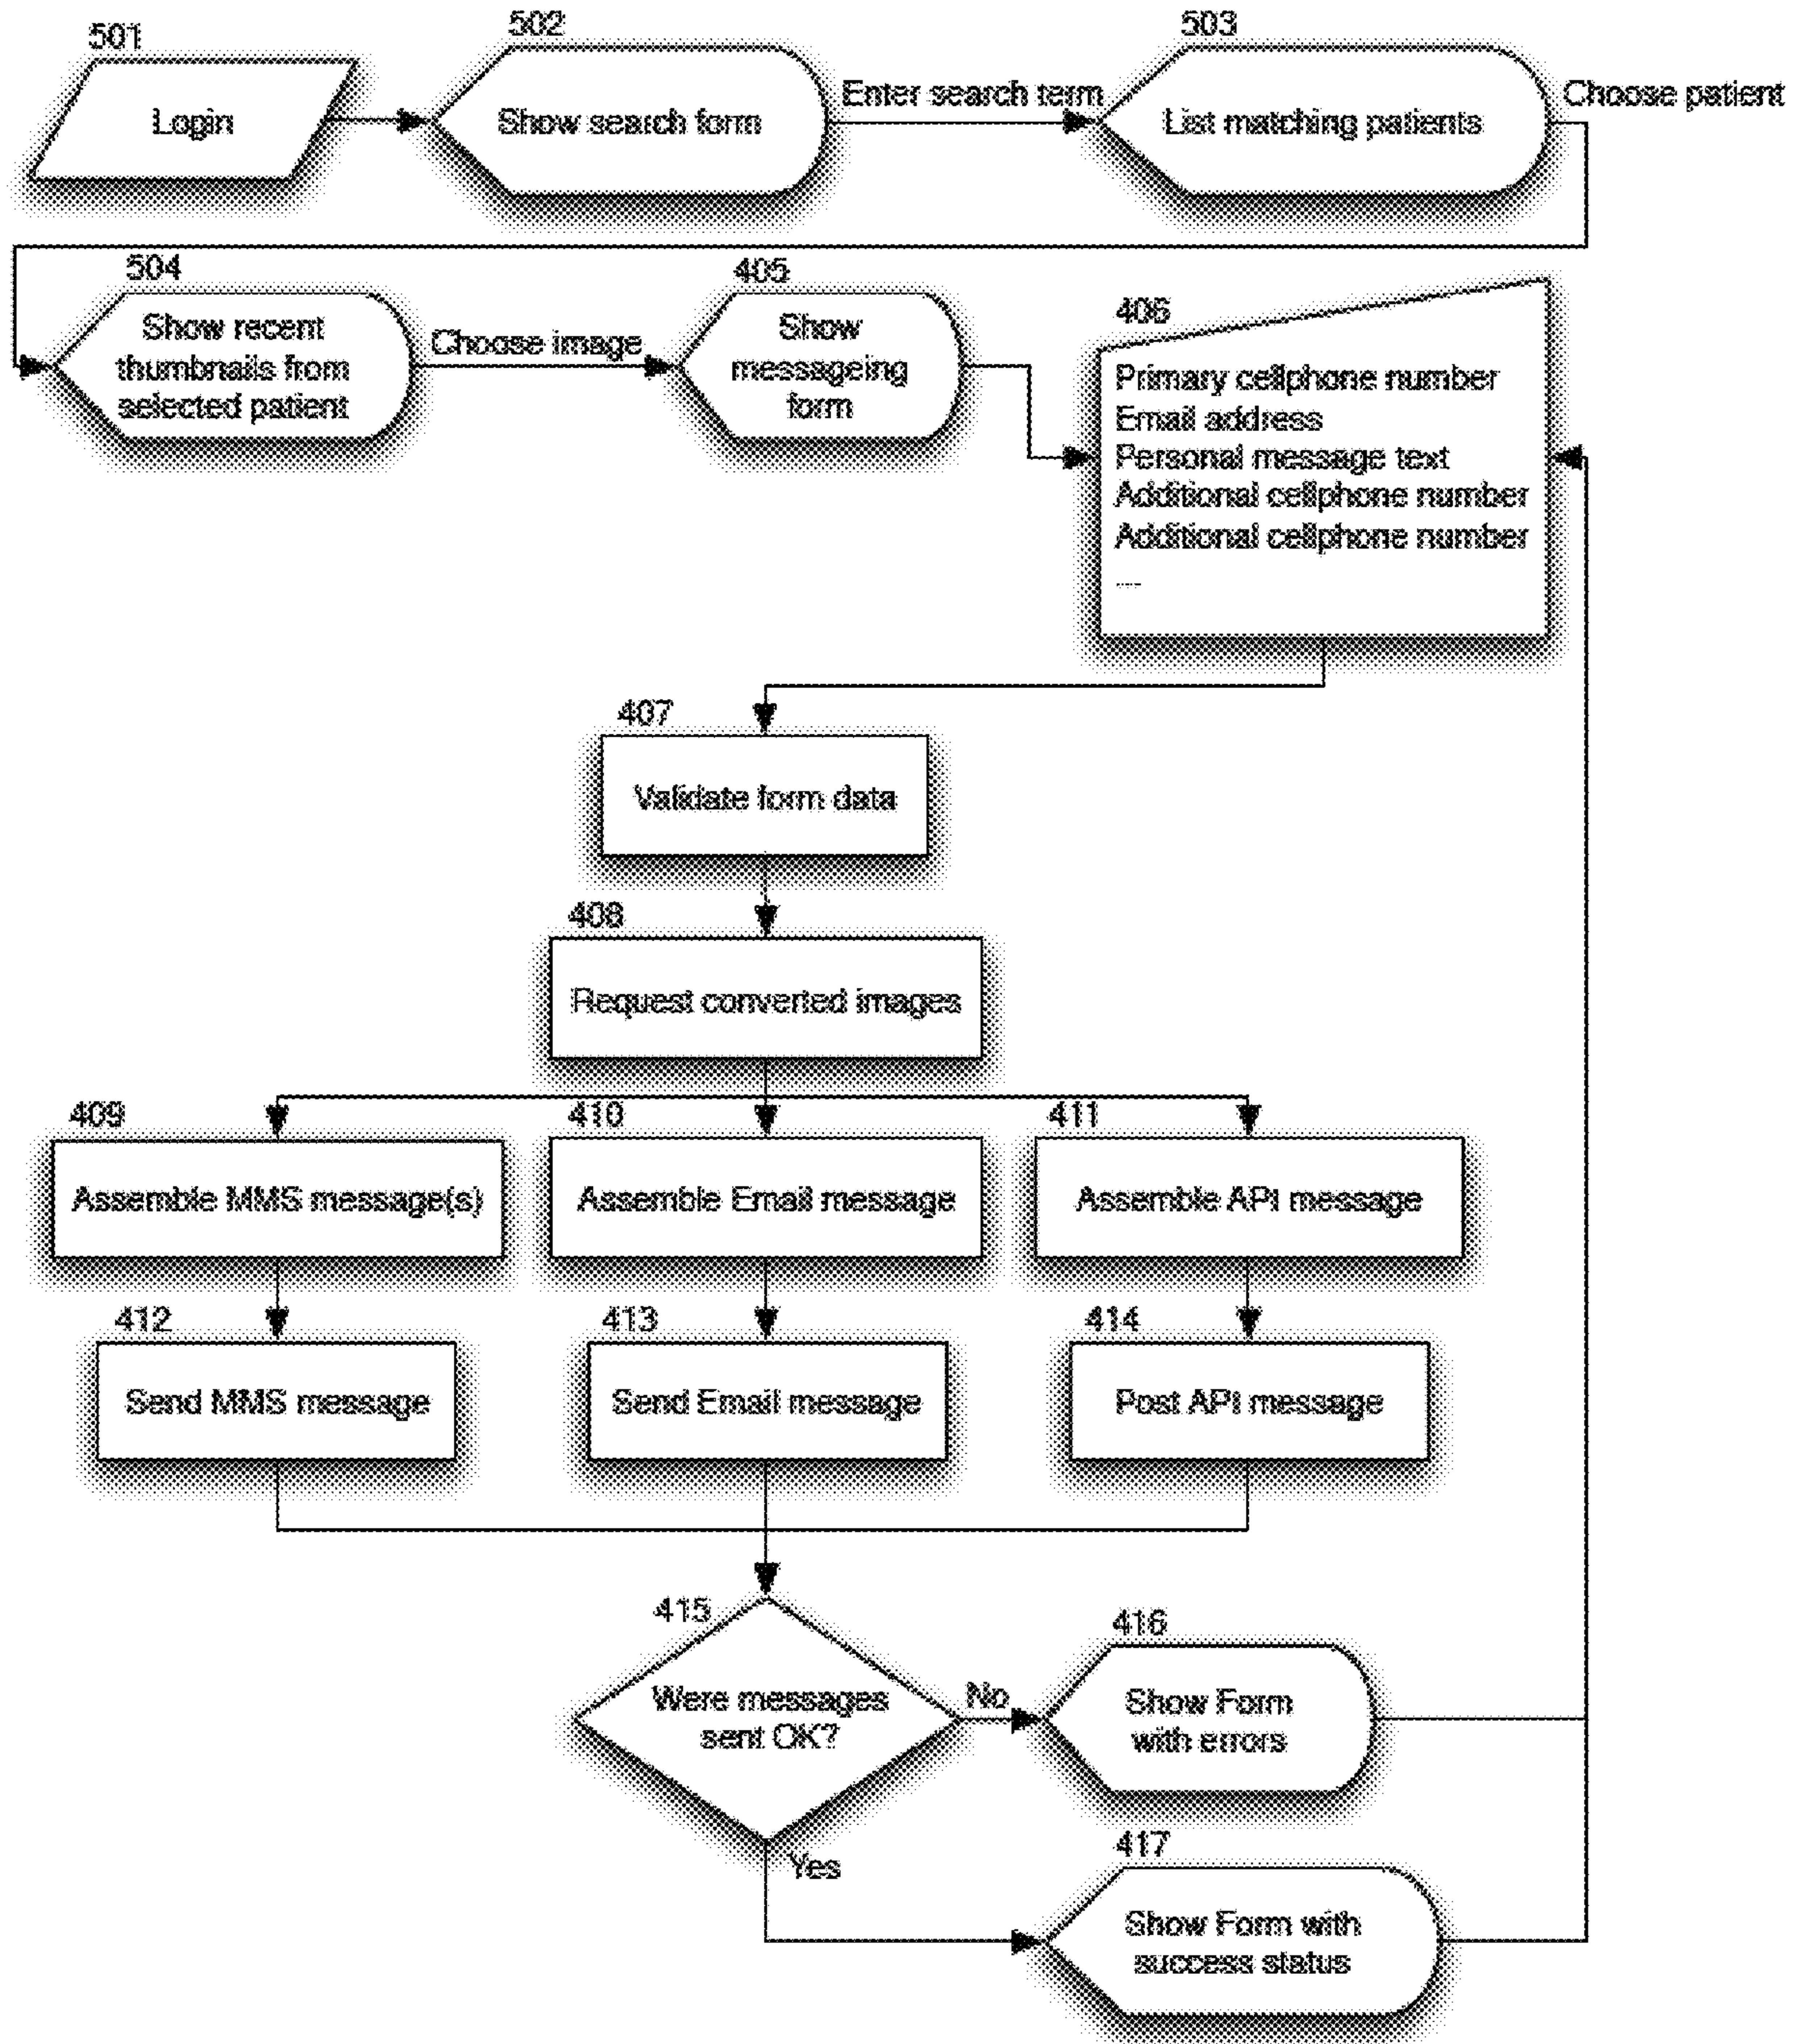 501
Login
502
Show search form
Enter search term
503
List matching patients
Choose patient
504
Show recent
thumbnails from
selected patient
Choose image
405
Show
messageing
form
406
Primary cellphone number
Email address
Personal message text
Additional cellphone number
Additional cellphone number
....
407
Validate form data
408
Request converted images
409
Assemble MMS message(s)
410
Assemble Email message
411
Assemble API message
412
Send MMS message
413
Send Email message
414
Post API message
415
Were messages
sent OK?
No
416
Show Form
with errors
Yes
417
Show Form with
success status